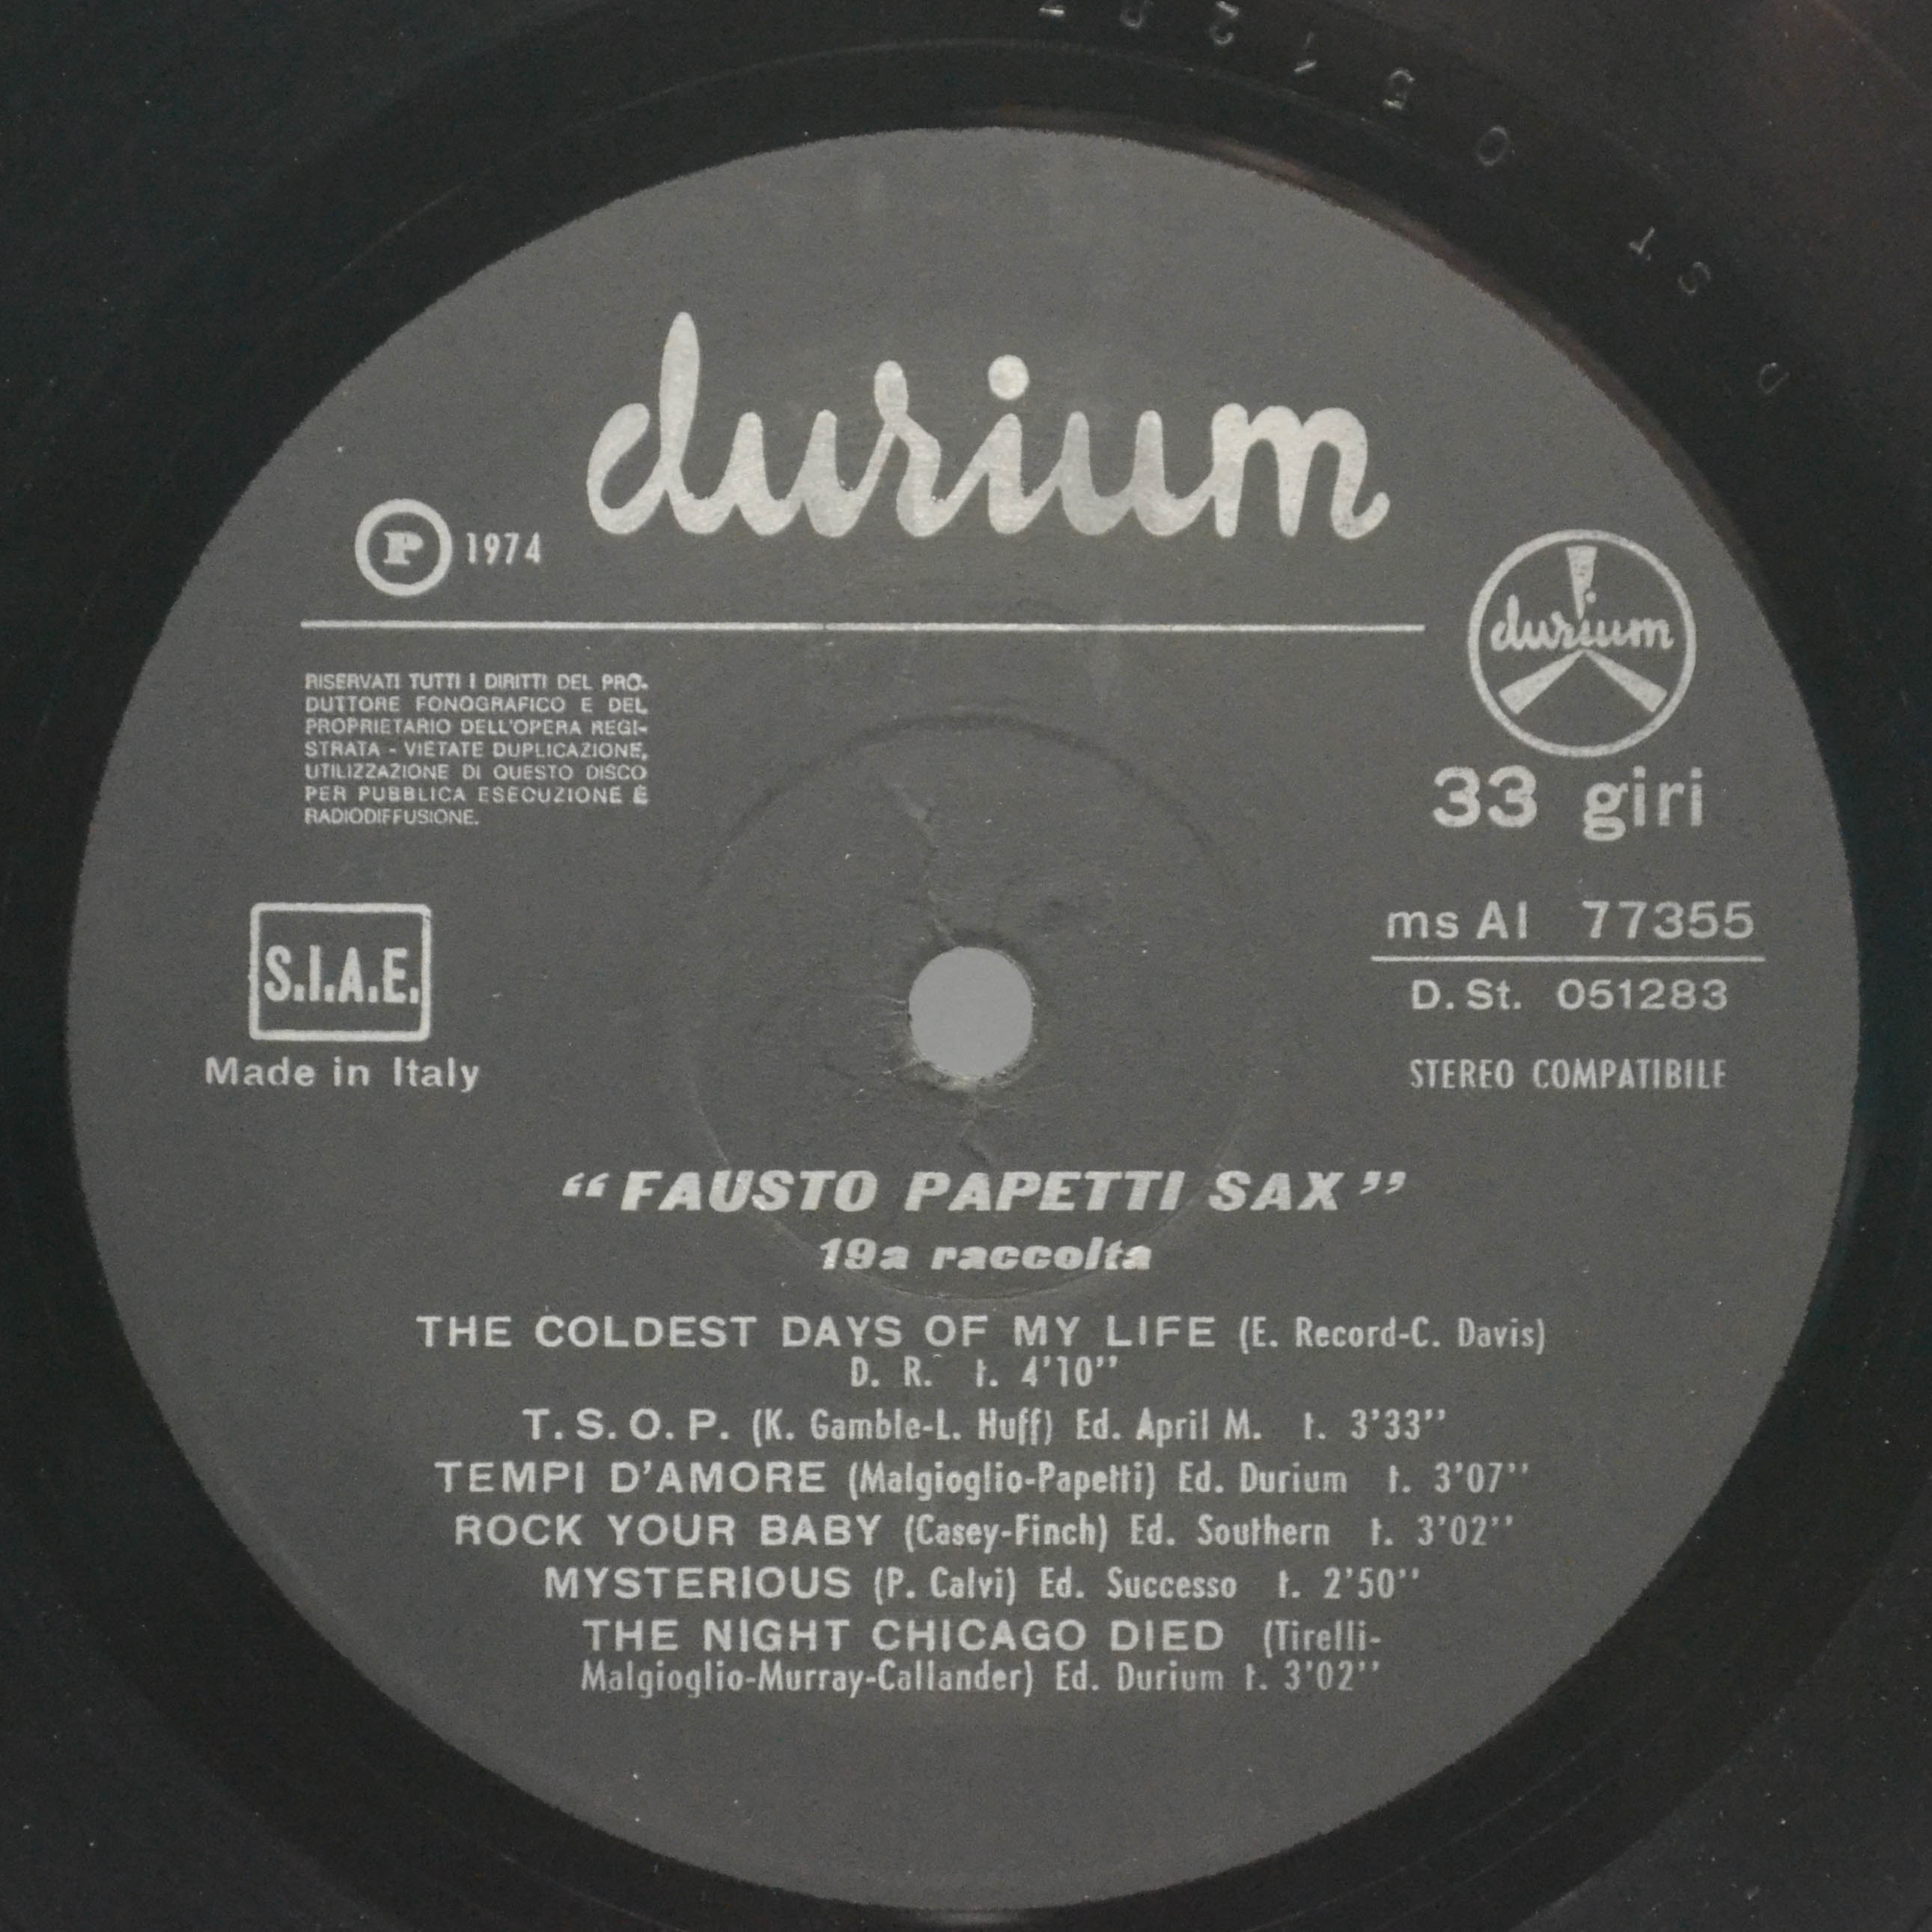 durium
P 1974
durium
RISERVATI TUTTI I DIRITTI DEL PRO-
DUTTORE FONOGRAFICO E DEL
PROPRIETARIO DELL'OPERA REGI-
STRATA - VIETATE DUPLICAZIONE,
UTILIZZAZIONE DI QUESTO DISCO
PER PUBBLICA ESECUZIONE E
RADIODIFFUSIONE.
33 giri
ms Al 77355
D. St. 051283
STEREO COMPATIBILE
S.I.A.E.
Made in Italy
“FAUSTO PAPETTI SAX”
19a raccolta
THE COLDEST DAYS OF MY LIFE (E. Record-C. Davis)
D. R. t. 4'10''
T. S. O. P. (K. Gamble-L. Huff) Ed. April M. t. 3'33''
TEMPI D'AMORE (Malgioglio-Papetti) Ed. Durium t. 3'07''
ROCK YOUR BABY (Casey-Finch) Ed. Southern t. 3'02''
MYSTERIOUS (P. Calvi) Ed. Successo t. 2'50''
THE NIGHT CHICAGO DIED (Tirelli-
Malgioglio-Murray-Callander) Ed. Durium t. 3'02''